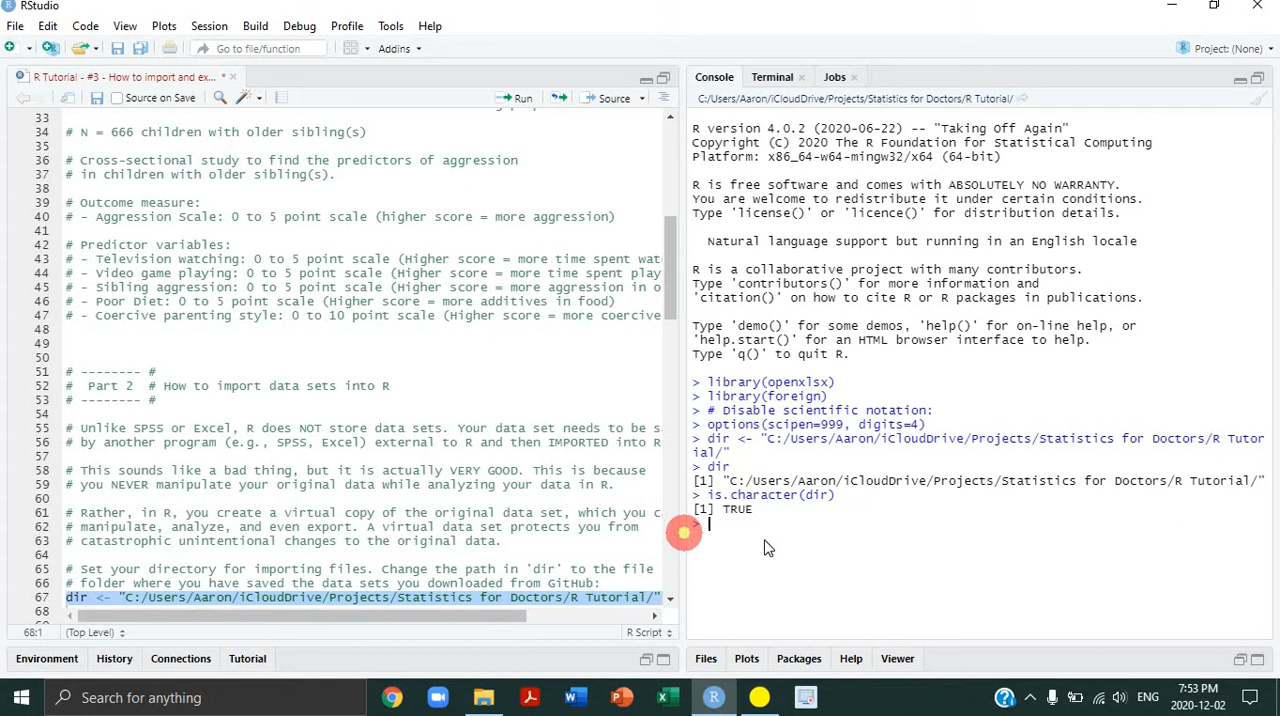 RStudio
File Edit Code View Plots Session Build Debug Profile Tools Help
Go to file/function Addins Project: (None)
R Tutorial - #3 - How to import and ex... *
Source on Save Run Source
33
34 # N = 666 children with older sibling(s)
35
36 # Cross-sectional study to find the predictors of aggression
37 # in children with older sibling(s).
38
39 # Outcome measure:
40 # - Aggression Scale: 0 to 5 point scale (higher score = more aggression)
41
42 # Predictor variables:
43 # - Television watching: 0 to 5 point scale (Higher score = more time spent wat
44 # - Video game playing: 0 to 5 point scale (Higher score = more time spent play
45 # - Sibling aggression: 0 to 5 point scale (Higher score = more aggression in o
46 # - Poor Diet: 0 to 5 point scale (Higher score = more additives in food)
47 # - Coercive parenting style: 0 to 10 point scale (Higher score = more coercive
48
49
50
51 # -------- #
52 #  Part 2  # How to import data sets into R
53 # -------- #
54
55 # Unlike SPSS or Excel, R does NOT store data sets. Your data set needs to be sa
56 # by another program (e.g., SPSS, Excel) external to R and then IMPORTED into R
57
58 # This sounds like a bad thing, but it is actually VERY GOOD. This is because
59 # you NEVER manipulate your original data while analyzing your data in R.
60
61 # Rather, in R, you create a virtual copy of the original data set, which you c
62 # manipulate, analyze, and even export. A virtual data set protects you from
63 # catastrophic unintentional changes to the original data.
64
65 # Set your directory for importing files. Change the path in 'dir' to the file
66 # folder where you have saved the data sets you downloaded from GitHub:
67 dir <- "C:/Users/Aaron/iCloudDrive/Projects/Statistics for Doctors/R Tutorial/"
68
68:1 (Top Level) R Script
Environment History Connections Tutorial
Console Terminal Jobs
C:/Users/Aaron/iCloudDrive/Projects/Statistics for Doctors/R Tutorial/
R version 4.0.2 (2020-06-22) -- "Taking Off Again"
Copyright (C) 2020 The R Foundation for Statistical Computing
Platform: x86_64-w64-mingw32/x64 (64-bit)
R is free software and comes with ABSOLUTELY NO WARRANTY.
You are welcome to redistribute it under certain conditions.
Type 'license()' or 'licence()' for distribution details.
Natural language support but running in an English locale
R is a collaborative project with many contributors.
Type 'contributors()' for more information and
'citation()' on how to cite R or R packages in publications.
Type 'demo()' for some demos, 'help()' for on-line help, or
'help.start()' for an HTML browser interface to help.
Type 'q()' to quit R.
> library(openxlsx)
> library(foreign)
> # Disable scientific notation:
> options(scipen=999, digits=4)
> dir <- "C:/Users/Aaron/iCloudDrive/Projects/Statistics for Doctors/R Tutor
ial/"
> dir
[1] "C:/Users/Aaron/iCloudDrive/Projects/Statistics for Doctors/R Tutorial/"
> is.character(dir)
[1] TRUE
>
Files Plots Packages Help Viewer
Search for anything
ENG 7:53 PM
2020-12-02